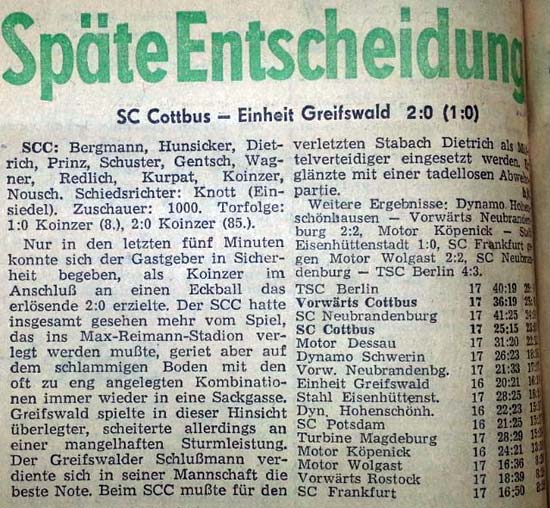 Späte Entscheidung
SC Cottbus — Einheit Greifswald 2:0 (1:0)
SCC: Bergmann, Hunsicker, Diet-
rich, Prinz, Schuster, Gentsch, Wag-
ner, Redlich, Kurpat, Koinzer,
Nousch. Schiedsrichter: Knott (Ein-
siedel). Zuschauer: 1000. Torfolge:
1:0 Koinzer (8.), 2:0 Koinzer (85.).
Nur in den letzten fünf Minuten
konnte sich der Gastgeber in Sicher-
heit begeben, als Koinzer im
Anschluß an einen Eckball das
erlösende 2:0 erzielte. Der SCC hatte
insgesamt gesehen mehr vom Spiel,
das ins Max-Reimann-Stadion ver-
legt werden mußte, geriet aber auf
dem schlammigen Boden mit den
oft zu eng angelegten Kombinatio-
nen immer wieder in eine Sackgasse.
Greifswald spielte in dieser Hinsicht
überlegter, scheiterte allerdings an
einer mangelhaften Sturmleistung.
Der Greifswalder Schlußmann ver-
diente sich in seiner Mannschaft die
beste Note. Beim SCC mußte für den
verletzten Stabach Dietrich als
telverteidiger eingesetzt werden.
glänzte mit einer tadellosen
partie.
Weitere Ergebnisse: Dynamo
schönhausen — Vorwärts
burg 2:2, Motor Köpenick —
Eisenhüttenstadt 1:0, SC Frankfurt
gen Motor Wolgast 2:2, SC
denburg — TSC Berlin 4:3.
TSC Berlin 17 40:19
Vorwärts Cottbus 17 36:19
SC Neubrandenburg 17 41:25
SC Cottbus 17 25:15
Motor Dessau 17 31:20
Dynamo Schwerin 17 26:23
Vorw. Neubrandenbg. 17 21:33
Einheit Greifswald 16 20:21
Stahl Eisenhüttenst. 17 28:25
Dyn. Hohenschönh. 16 22:23
SC Potsdam 16 21:25
Turbine Magdeburg 17 28:29
Motor Köpenick 16 24:21
Motor Wolgast 17 16:36
Vorwärts Rostock 17 18:39
SC Frankfurt 17 16:50